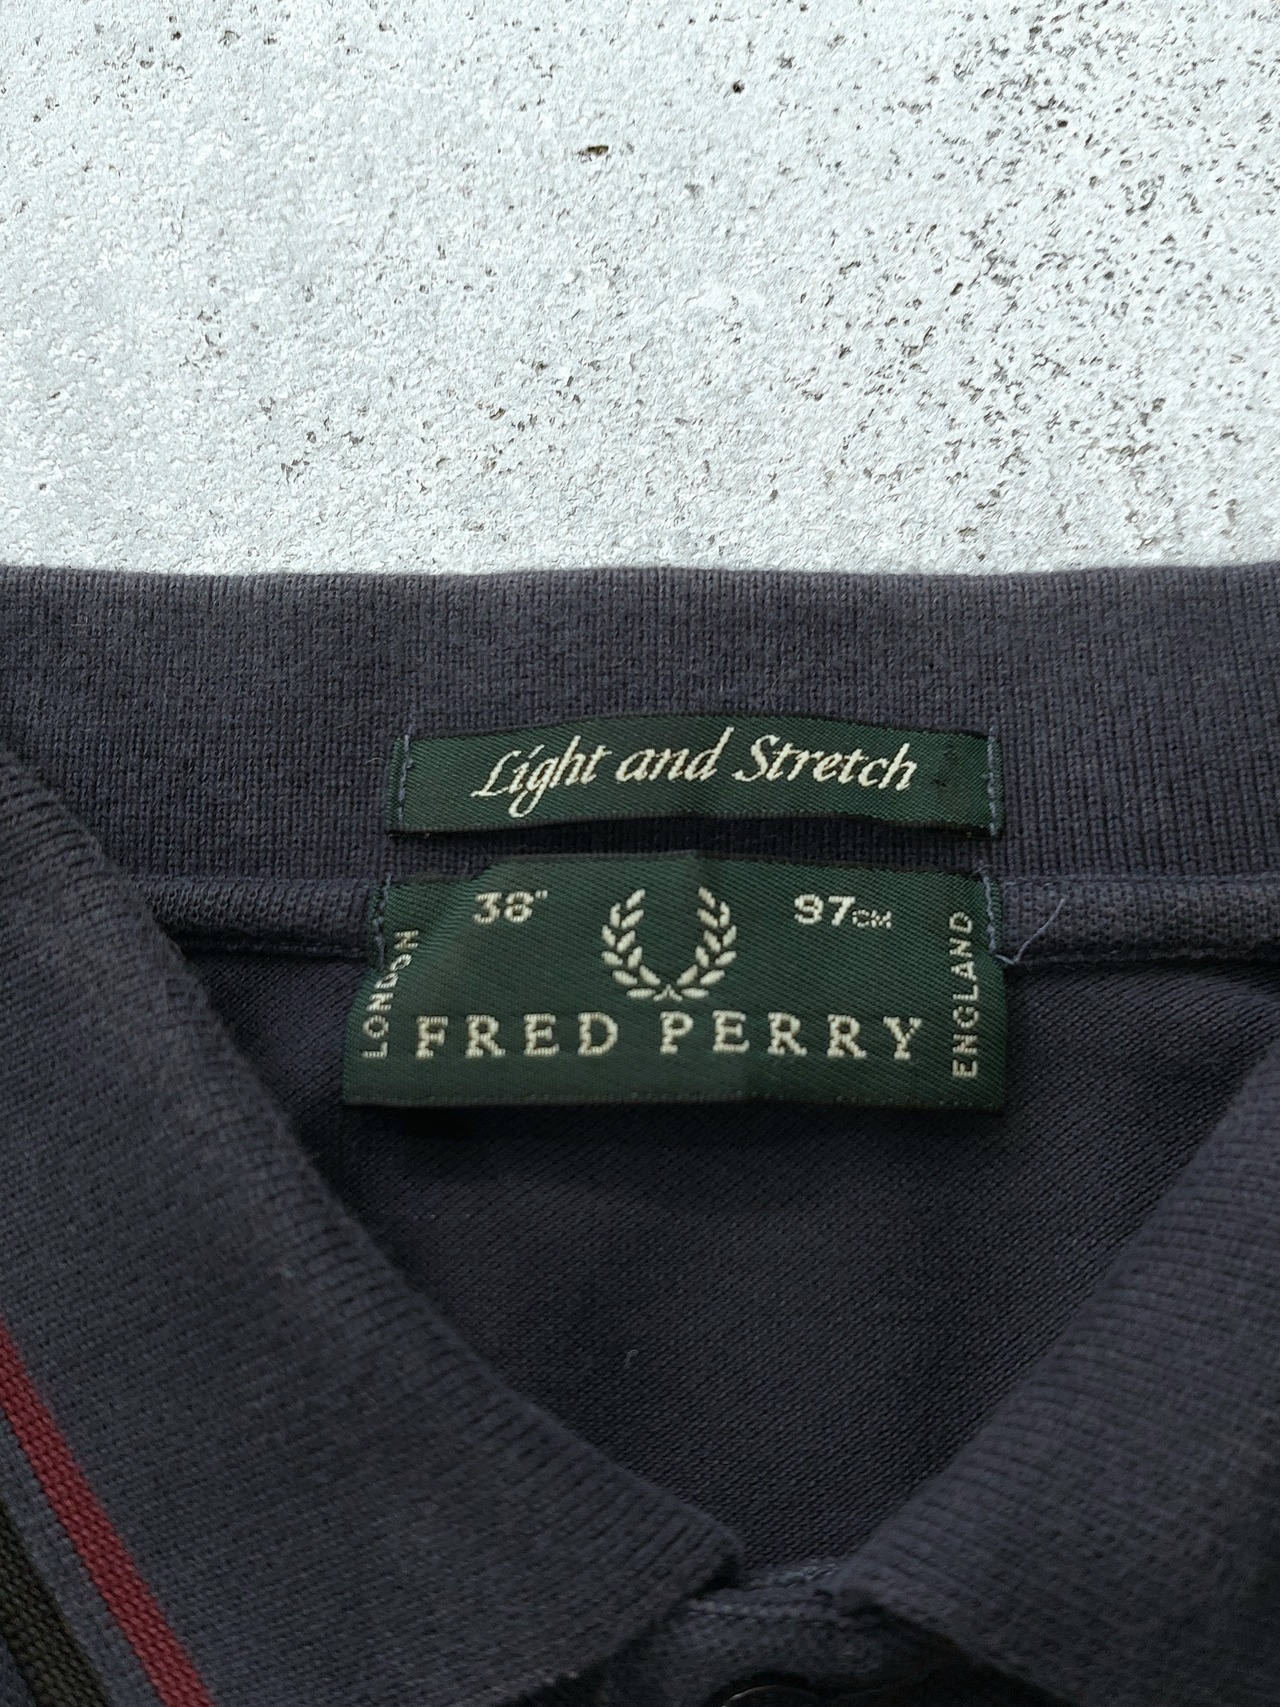 Light and Stretch
38" 97CM
LONDON
FRED PERRY
ENGLAND